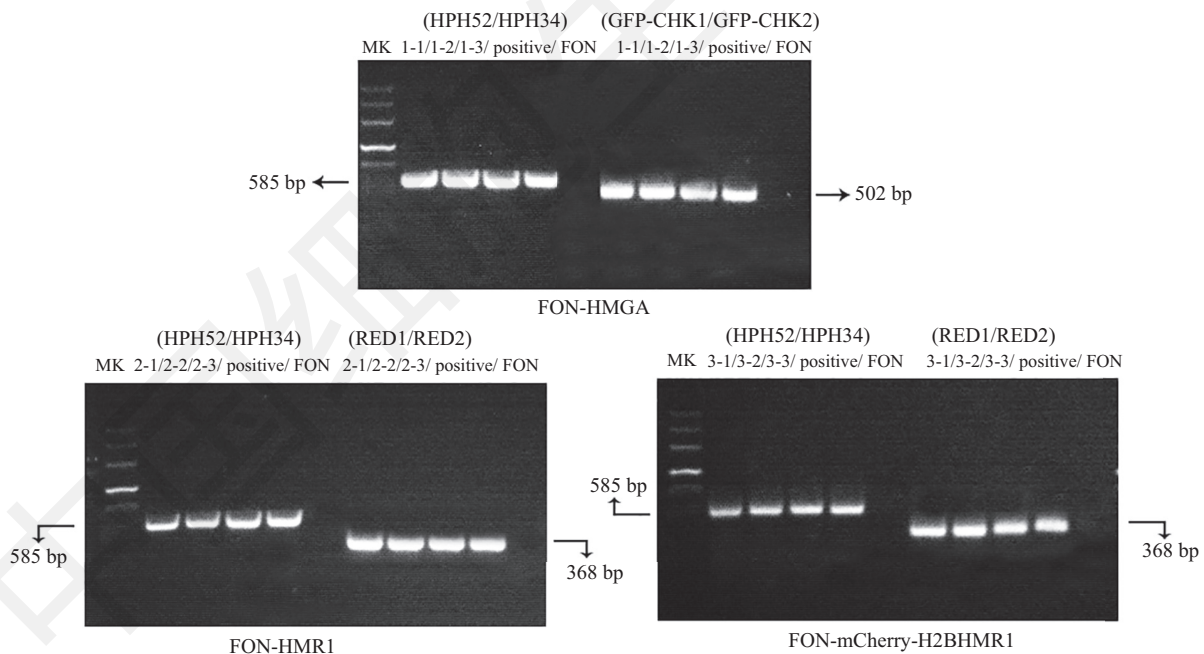 (HPH52/HPH34) (GFP-CHK1/GFP-CHK2)
MK 1-1/1-2/1-3/ positive/ FON 1-1/1-2/1-3/ positive/ FON
585 bp
502 bp
FON-HMGA
(HPH52/HPH34) (RED1/RED2)
MK 2-1/2-2/2-3/ positive/ FON 2-1/2-2/2-3/ positive/ FON
585 bp
368 bp
FON-HMR1
(HPH52/HPH34) (RED1/RED2)
MK 3-1/3-2/3-3/ positive/ FON 3-1/3-2/3-3/ positive/ FON
585 bp
368 bp
FON-mCherry-H2BHMR1